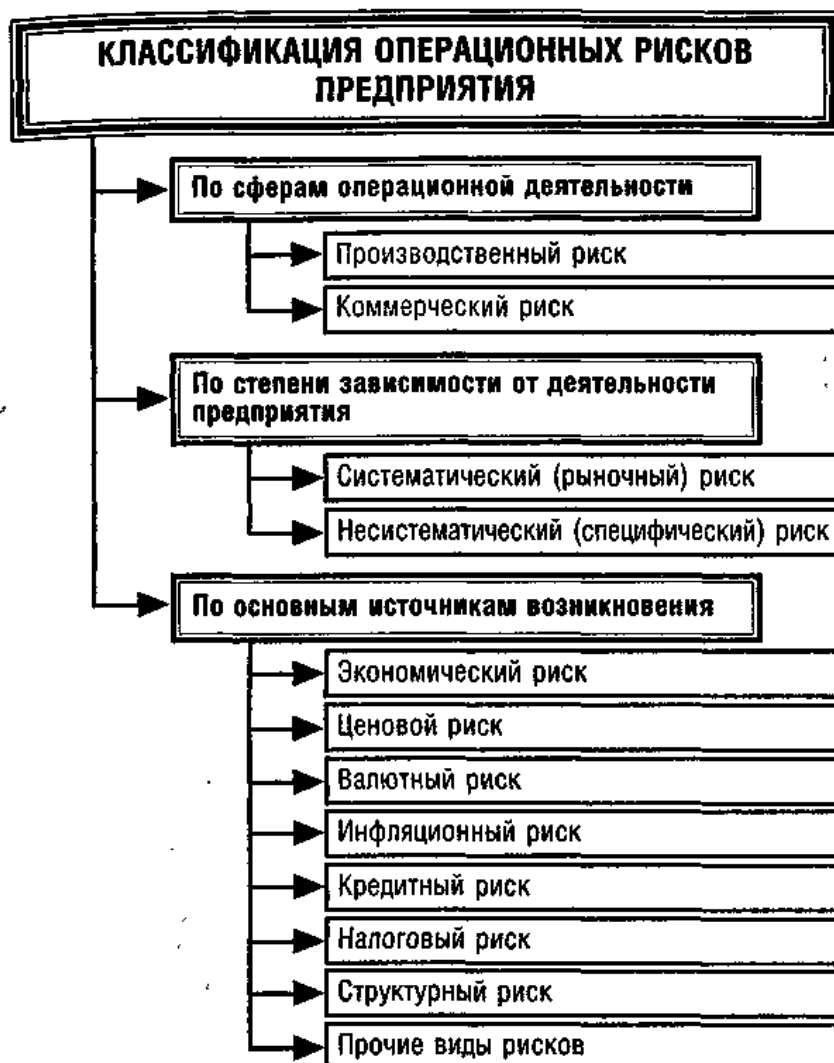 КЛАССИФИКАЦИЯ ОПЕРАЦИОННЫХ РИСКОВ
ПРЕДПРИЯТИЯ
По сферам операционной деятельности
Производственный риск
Коммерческий риск
По степени зависимости от деятельности
предприятия
Систематический (рыночный) риск
Несистематический (специфический) риск
По основным источникам возникновения
Экономический риск
Ценовой риск
Валютный риск
Инфляционный риск
Кредитный риск
Налоговый риск
Структурный риск
Прочие виды рисков